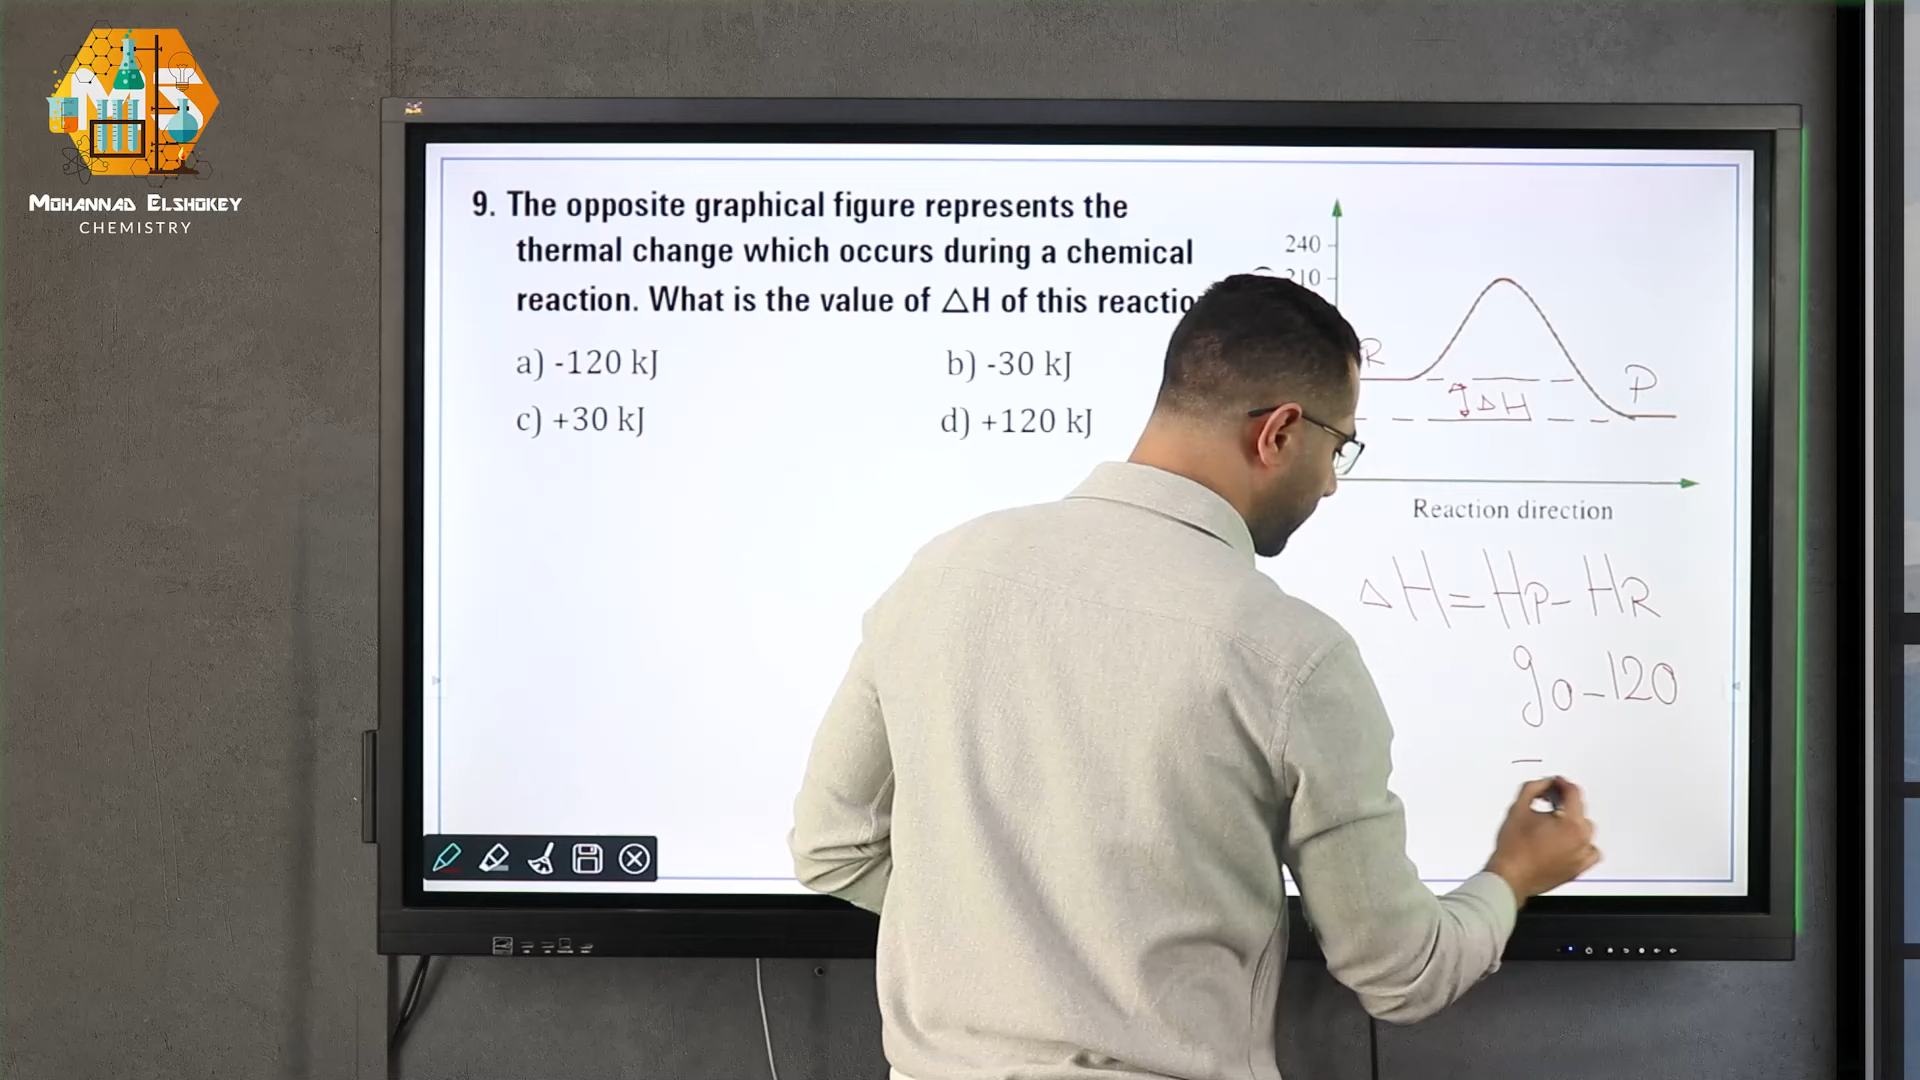 MS
MOHANNAD ELSHOKEY
CHEMISTRY
9. The opposite graphical figure represents the
thermal change which occurs during a chemical
reaction. What is the value of △H of this reactio
a) -120 kJ
b) -30 kJ
c) +30 kJ
d) +120 kJ
240
210
R
P
△H
Reaction direction
△H = HP - HR
90 - 120
-